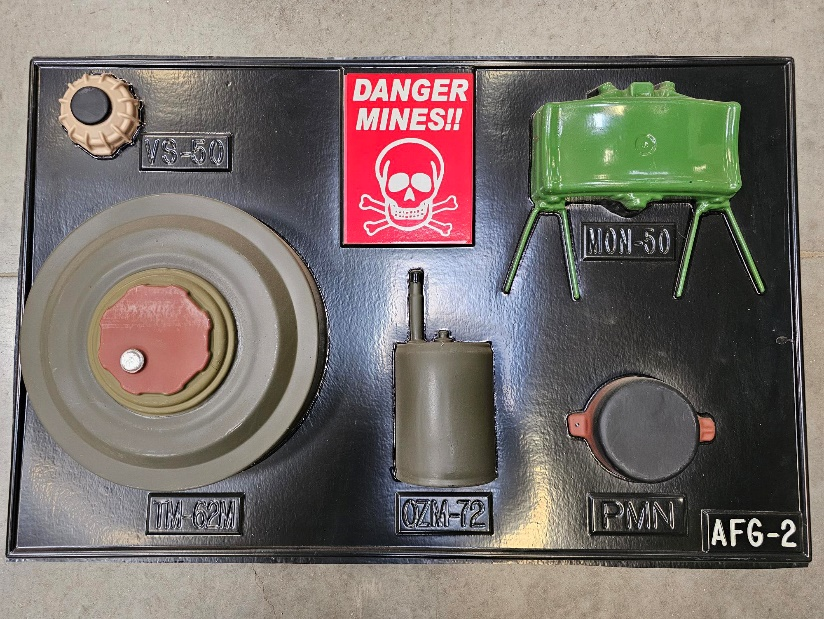 DANGER
MINES!!
VS-50
MON-50
TM-62M
OZM-72
PMN
AFG-2